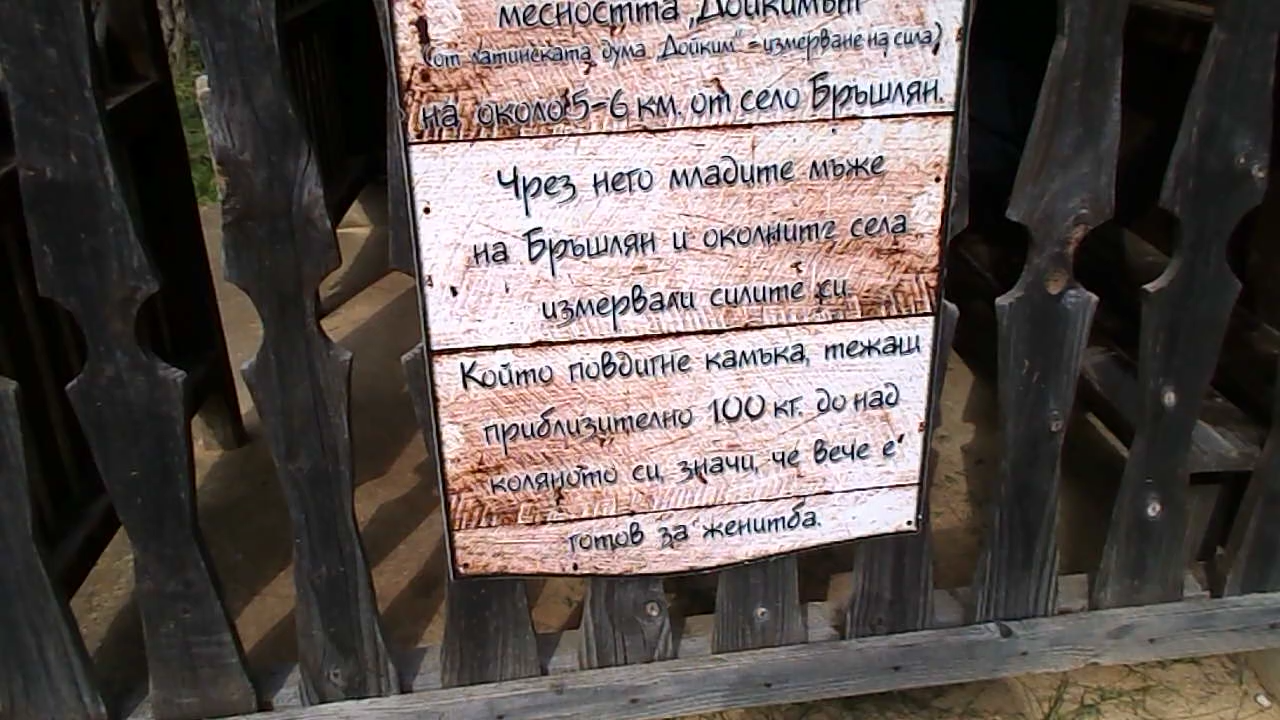 месността „Дойкимът"
(от латинската дума „Дойким" - измерване на сила)
на около 5-6 км. от село Бръшлян.
Чрез него младите мъже
на Бръшлян и околните села
измервали силите си.
Който повдигне камъка, тежащ
приблизително 100 кг. до над
коляното си, значи, че вече е
готов за женитба.